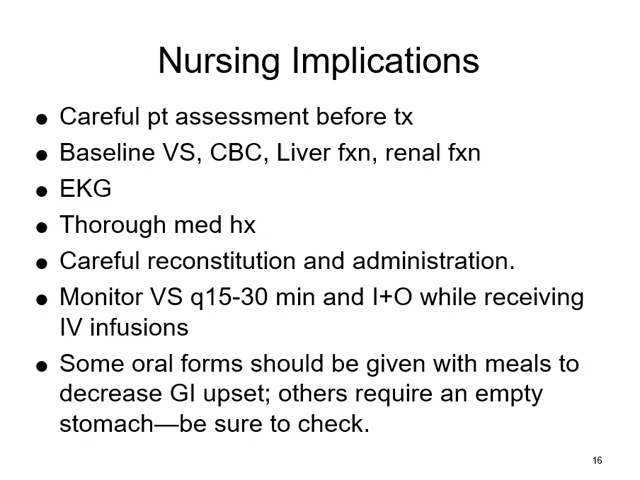 Nursing Implications
● Careful pt assessment before tx
● Baseline VS, CBC, Liver fxn, renal fxn
● EKG
● Thorough med hx
● Careful reconstitution and administration.
● Monitor VS q15-30 min and I+O while receiving
IV infusions
● Some oral forms should be given with meals to
decrease GI upset; others require an empty
stomach—be sure to check.
16